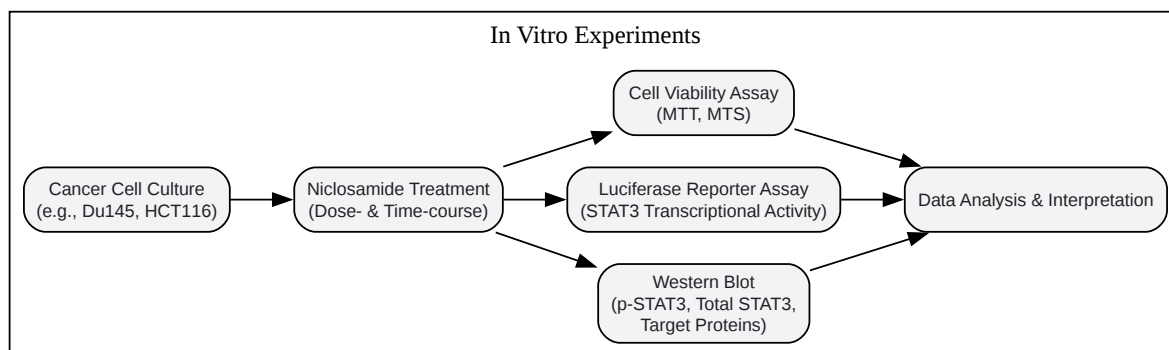 In Vitro Experiments
Cancer Cell Culture
(e.g., Du145, HCT116)
Niclosamide Treatment
(Dose- & Time-course)
Cell Viability Assay
(MTT, MTS)
Luciferase Reporter Assay
(STAT3 Transcriptional Activity)
Western Blot
(p-STAT3, Total STAT3,
Target Proteins)
Data Analysis & Interpretation